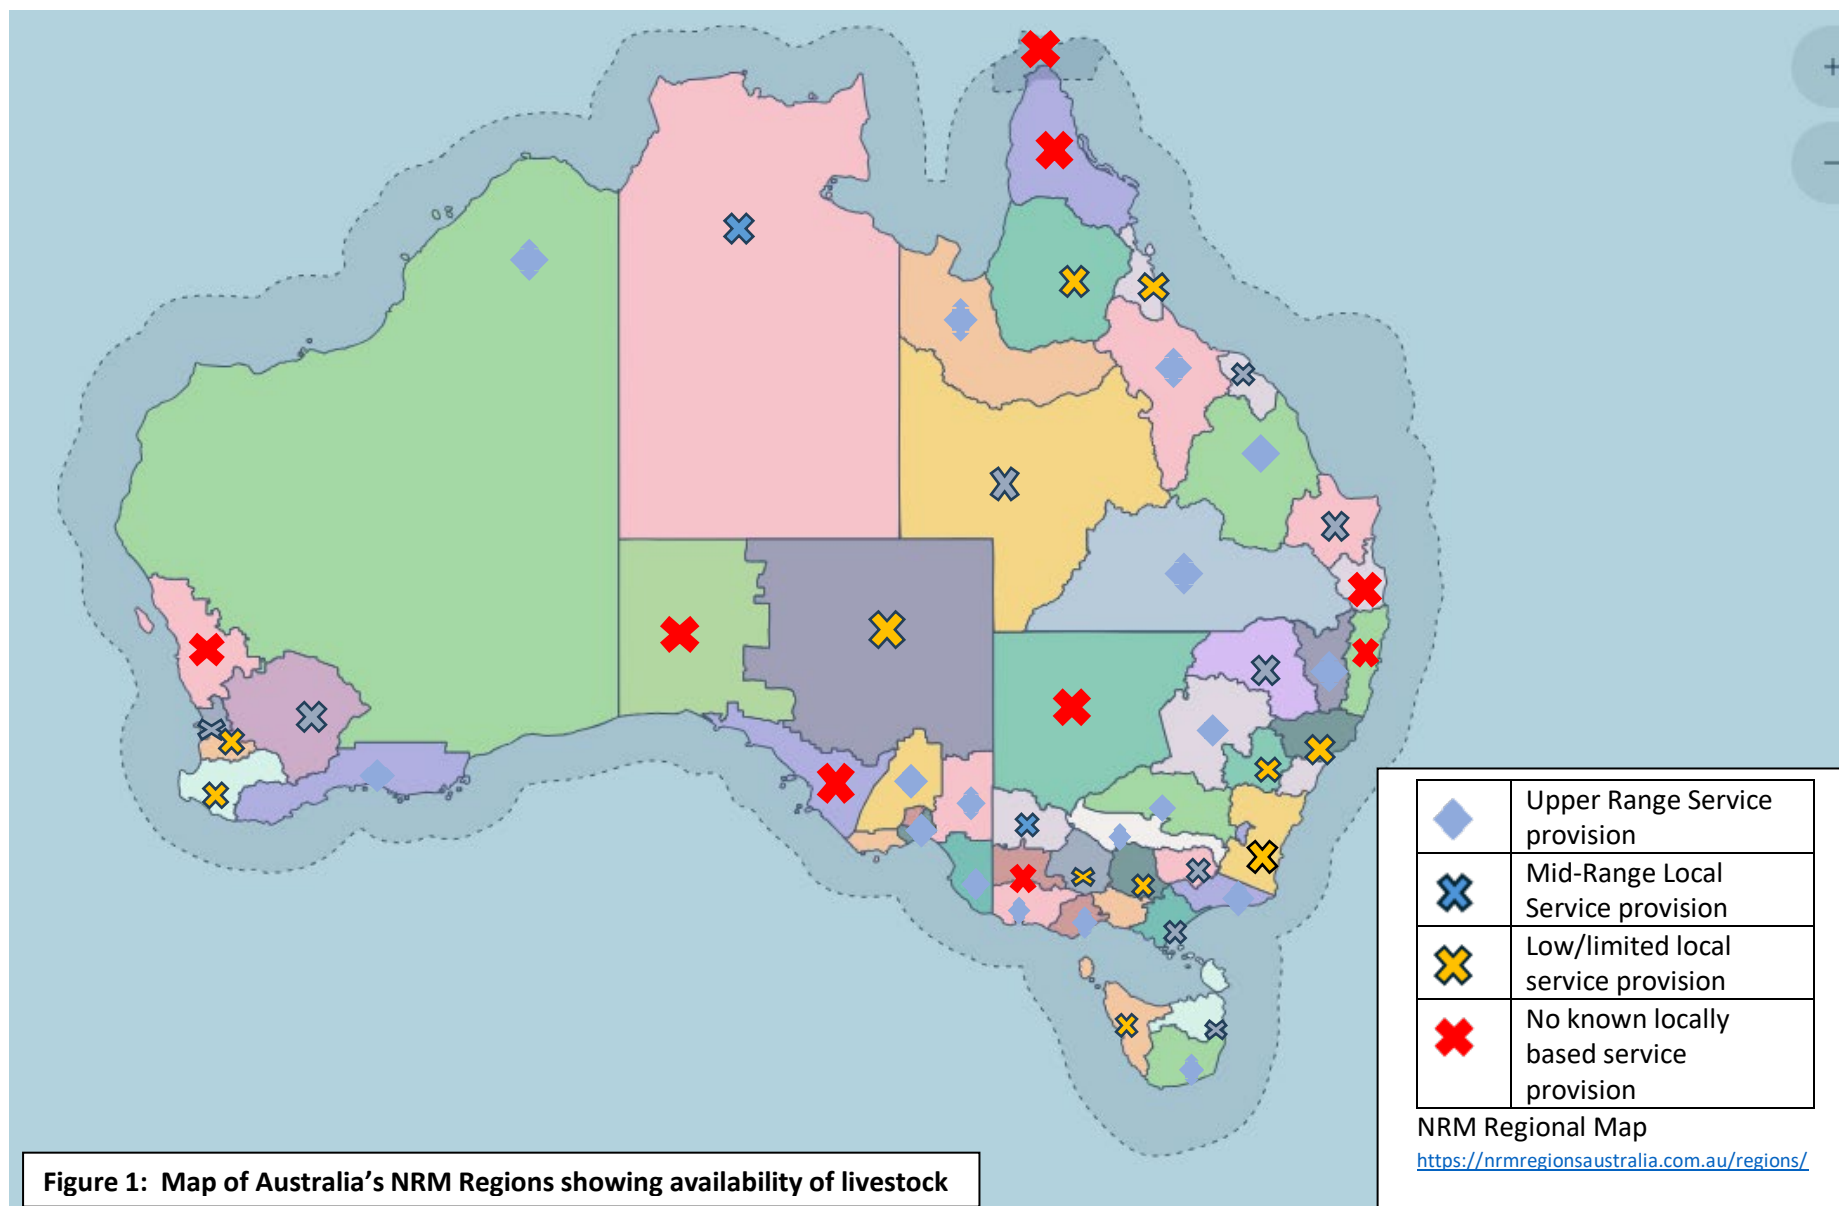 +
−
Upper Range Service
provision
Mid-Range Local
Service provision
Low/limited local
service provision
No known locally
based service
provision
NRM Regional Map
https://nrmregionsaustralia.com.au/regions/
Figure 1:  Map of Australia’s NRM Regions showing availability of livestock